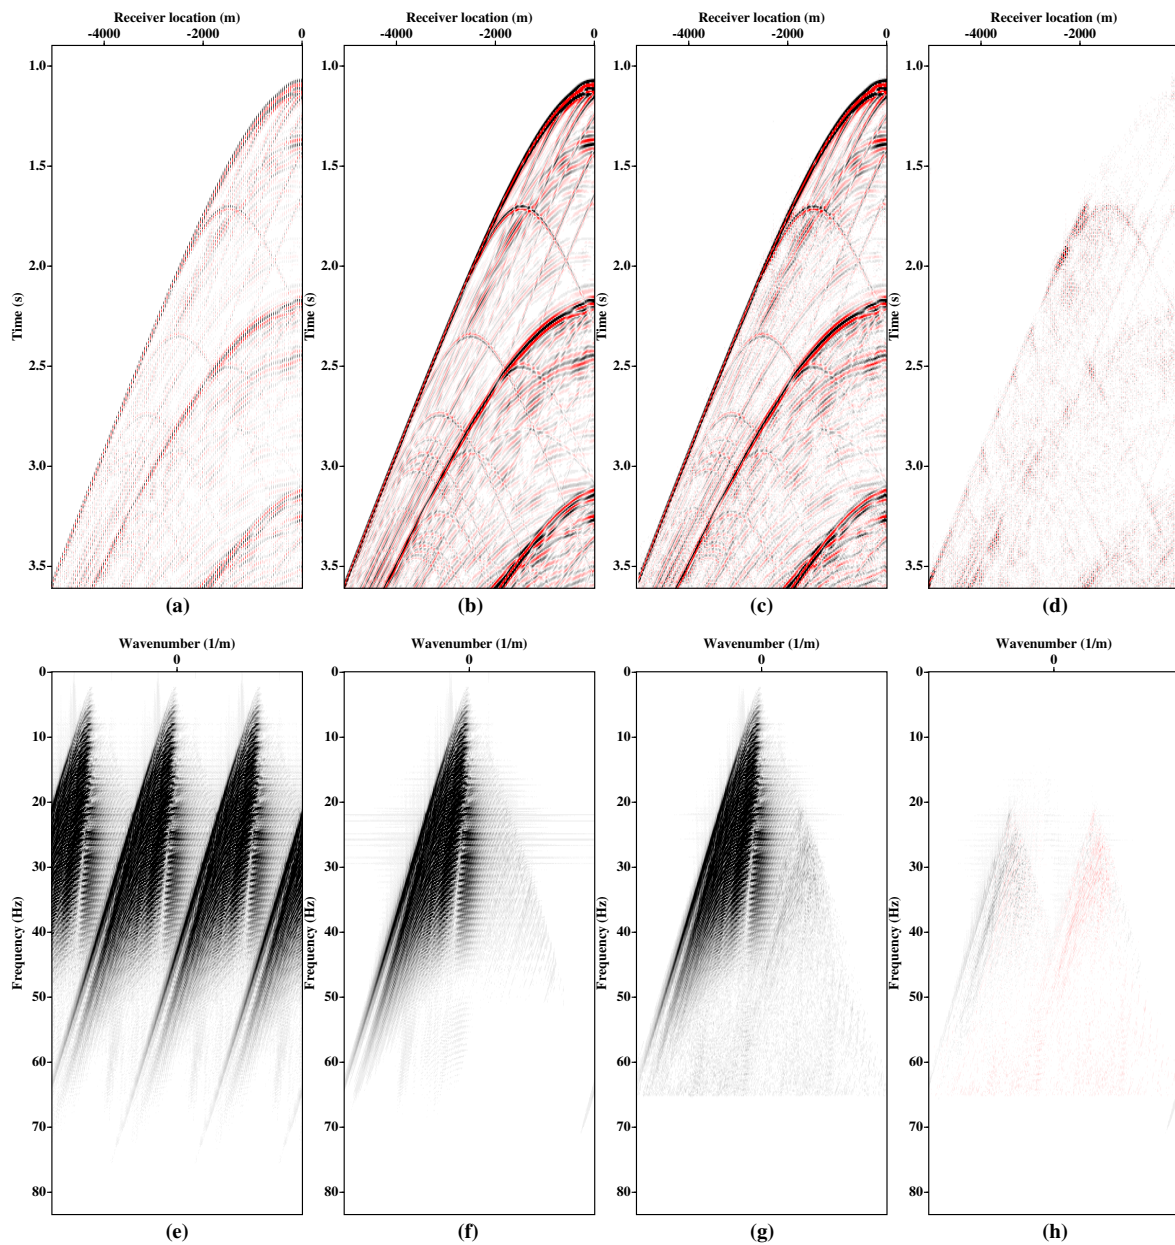 Receiver location (m)
-4000 -2000 0
Time (s)
1.0
1.5
2.0
2.5
3.0
3.5
(a)
Receiver location (m)
-4000 -2000 0
Time (s)
1.0
1.5
2.0
2.5
3.0
3.5
(b)
Receiver location (m)
-4000 -2000 0
Time (s)
1.0
1.5
2.0
2.5
3.0
3.5
(c)
Receiver location (m)
-4000 -2000
Time (s)
1.0
1.5
2.0
2.5
3.0
3.5
(d)
Wavenumber (1/m)
0
Frequency (Hz)
0
10
20
30
40
50
60
70
80
(e)
Wavenumber (1/m)
0
Frequency (Hz)
0
10
20
30
40
50
60
70
80
(f)
Wavenumber (1/m)
0
Frequency (Hz)
0
10
20
30
40
50
60
70
80
(g)
Wavenumber (1/m)
0
Frequency (Hz)
0
10
20
30
40
50
60
70
80
(h)